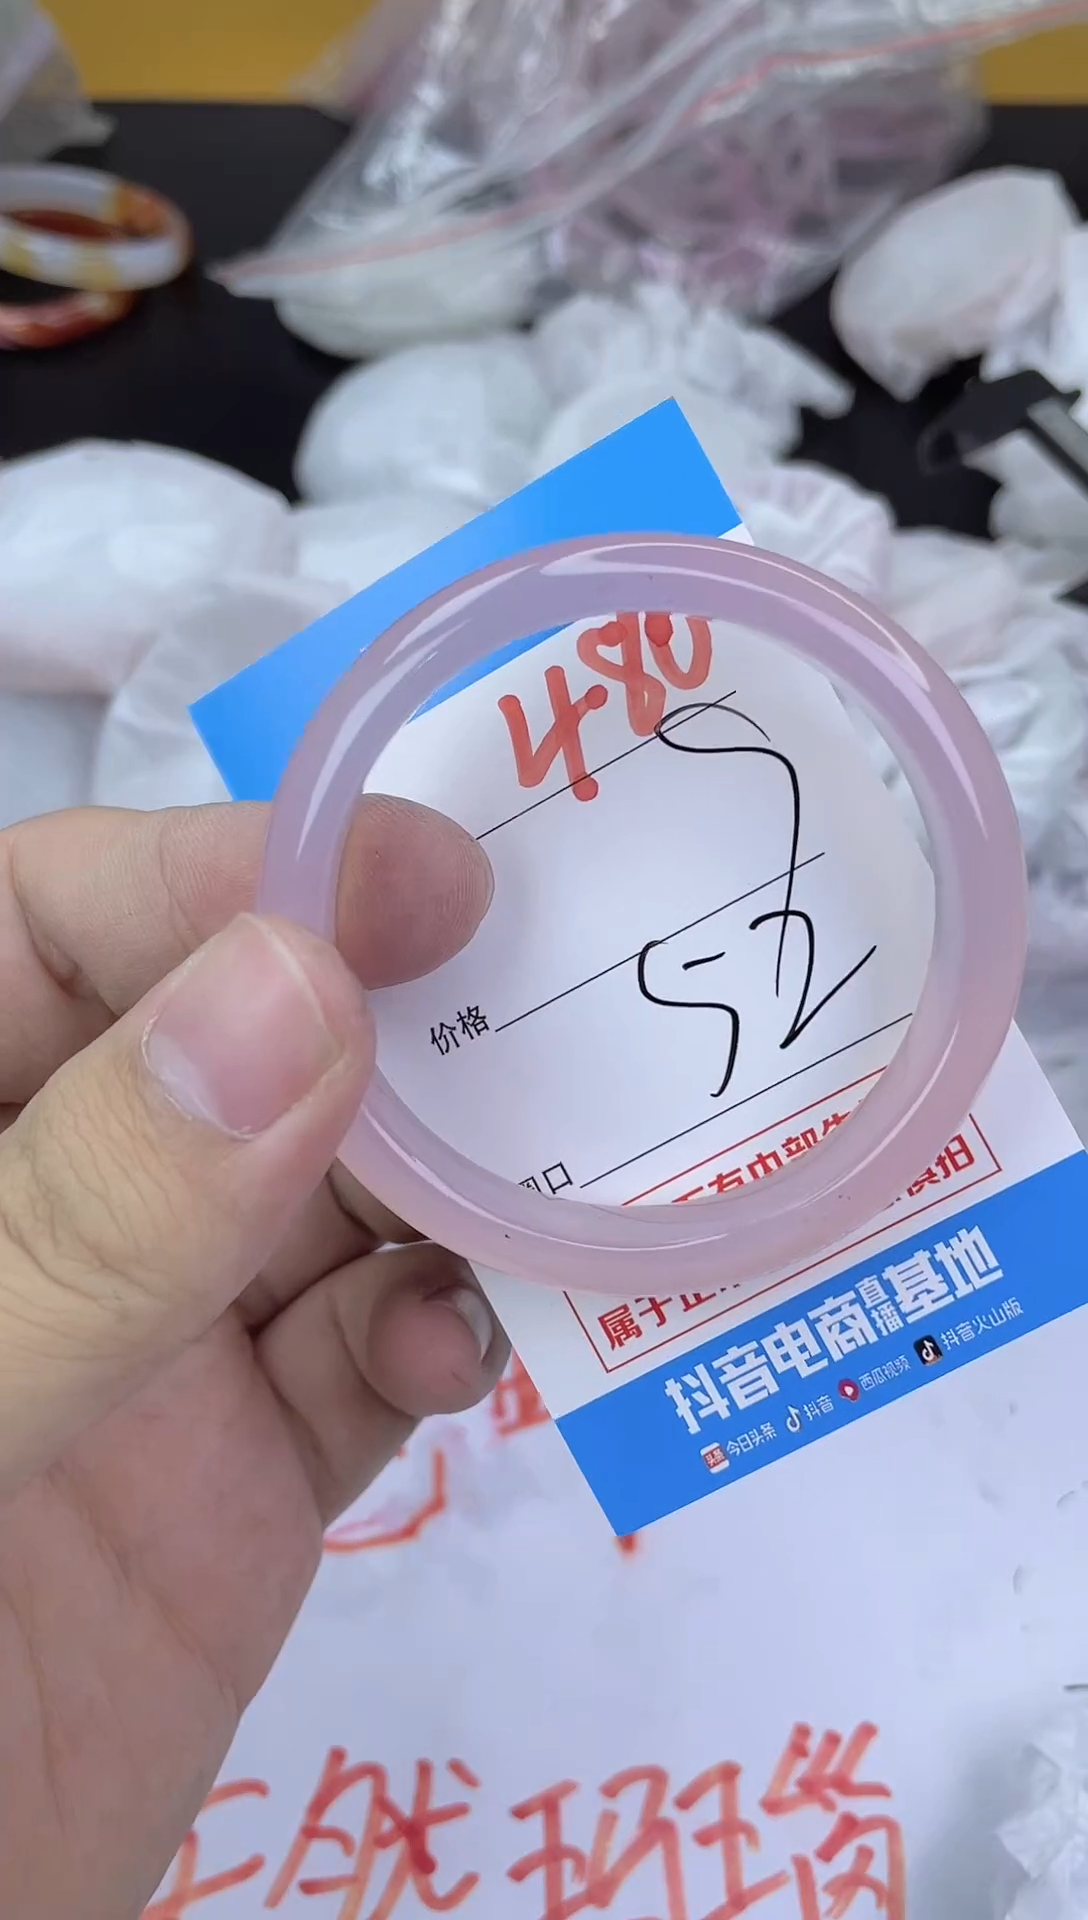 480
9
价格
52
圈口
属于
抖音电商直播基地
今日头条 抖音 西瓜视频 抖音火山版
天然玛瑙